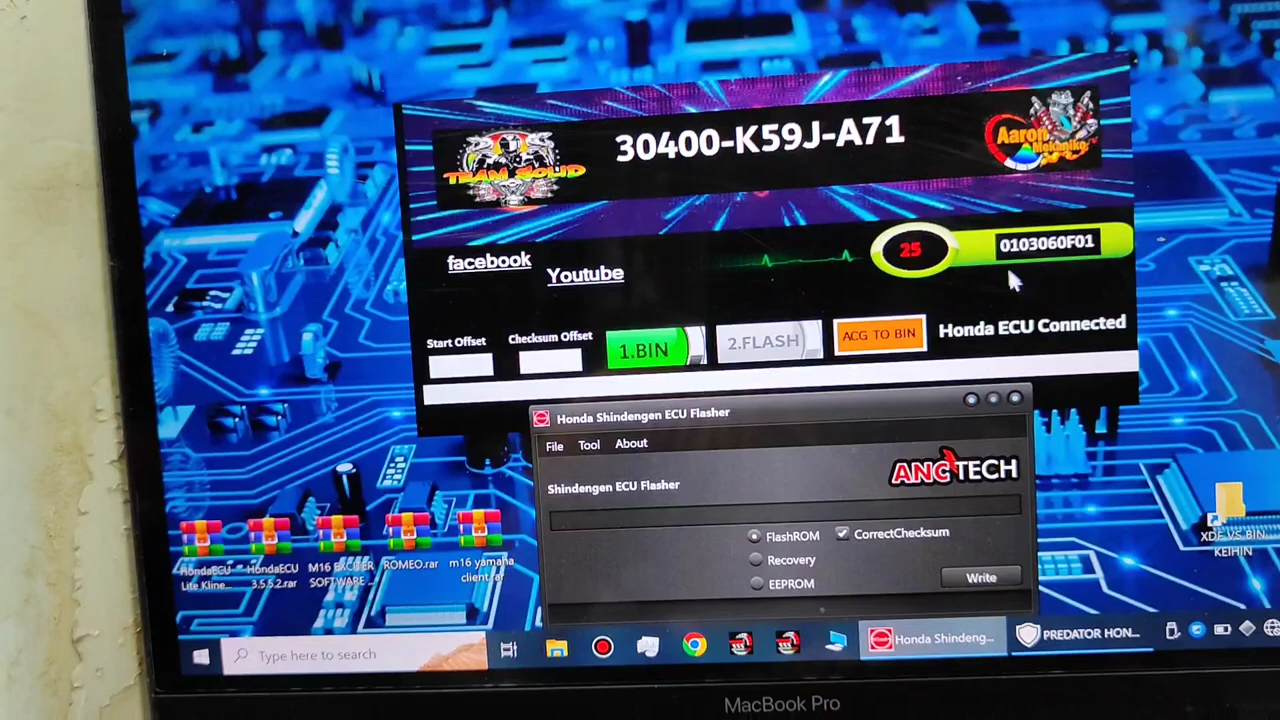 30400-K59J-A71
TEAM SOLID
Aaron
Mekaniko
facebook
Youtube
25
0103060F01
Start Offset
Checksum Offset
1.BIN
2.FLASH
ACG TO BIN
Honda ECU Connected
Honda Shindengen ECU Flasher
File Tool About
ANCTECH
Shindengen ECU Flasher
FlashROM
CorrectChecksum
Recovery
EEPROM
Write
HondaECU
Lite Kline...
HondaECU
3.5.5.2.rar
M16 EXCITER
SOFTWARE ...
ROMEO.rar
m16 yamaha
client.rar
XDF VS BIN
KEIHIN
Type here to search
Honda Shindeng...
PREDATOR HON...
MacBook Pro